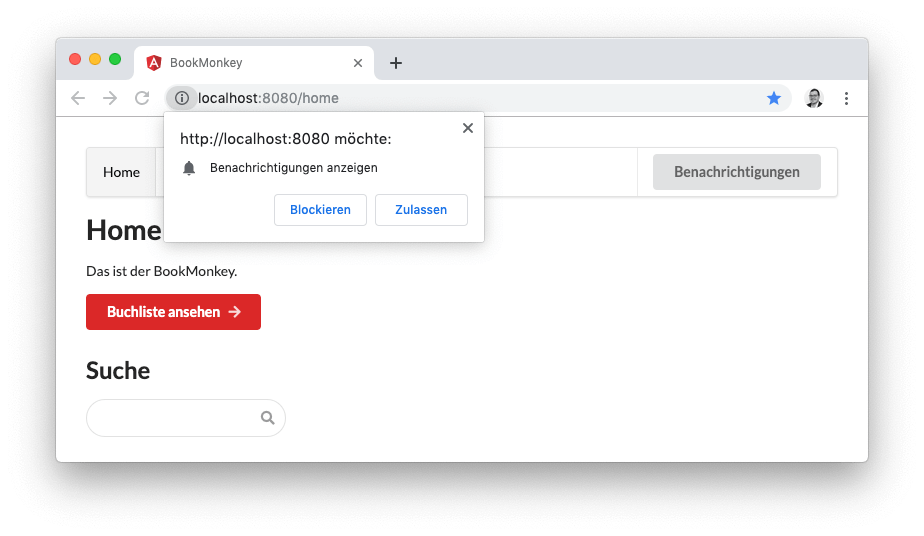 BookMonkey
localhost:8080/home
http://localhost:8080 möchte:
Benachrichtigungen anzeigen
Blockieren
Zulassen
Home
Benachrichtigungen
Home
Das ist der BookMonkey.
Buchliste ansehen
Suche